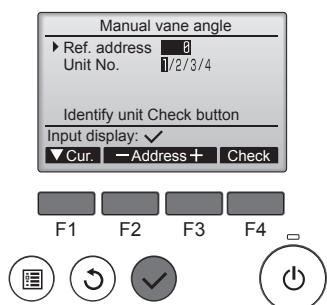 Manual vane angle
Ref. address 0
Unit No. 1/2/3/4
Identify unit Check button
Input display: ✓
▼Cur. －Address＋ Check
F1 F2 F3 F4